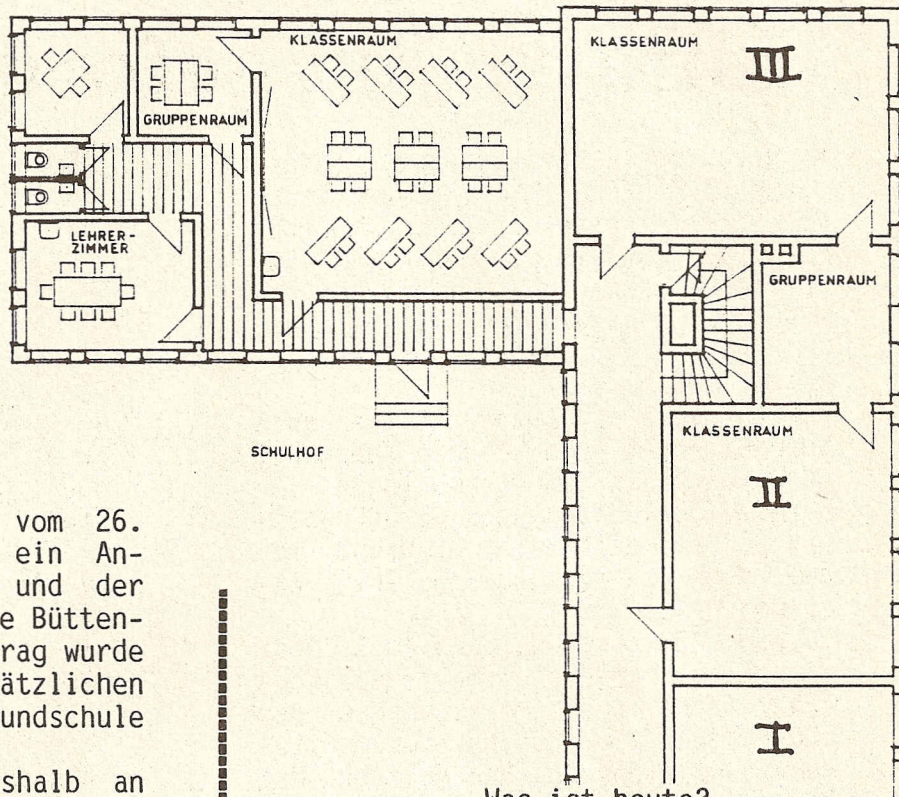 KLASSENRAUM
GRUPPENRAUM
LEHRER-
ZIMMER
SCHULHOF
KLASSENRAUM
III
GRUPPENRAUM
KLASSENRAUM
II
I
vom 26.
ein An-
und der
e Bütten-
rag wurde
ätzlichen
undschule
shalb an
Was ist heute?